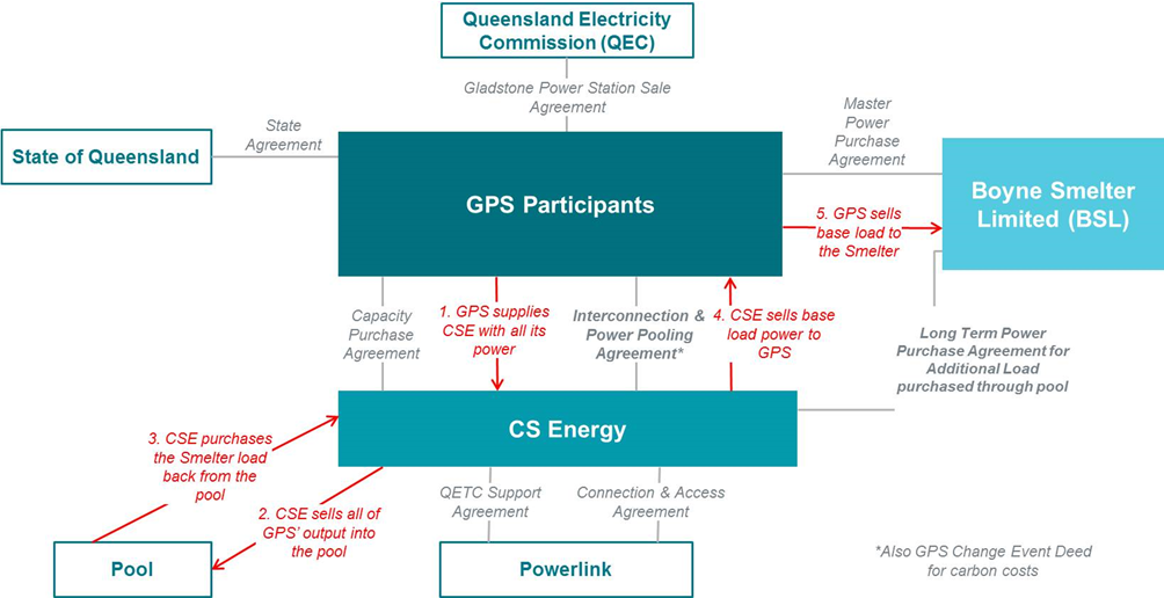 Queensland Electricity
Commission (QEC)
Gladstone Power Station Sale
Agreement
State
Agreement
State of Queensland
Master
Power
Purchase
Agreement
GPS Participants
Boyne Smelter
Limited (BSL)
5. GPS sells
base load to
the Smelter
Capacity
Purchase
Agreement
1. GPS supplies
CSE with all its
power
Interconnection &
Power Pooling
Agreement*
4. CSE sells base
load power to
GPS
Long Term Power
Purchase Agreement for
Additional Load
purchased through pool
CS Energy
3. CSE purchases
the Smelter load
back from the
pool
2. CSE sells all of
GPS' output into
the pool
QETC Support
Agreement
Connection & Access
Agreement
Pool
Powerlink
*Also GPS Change Event Deed
for carbon costs